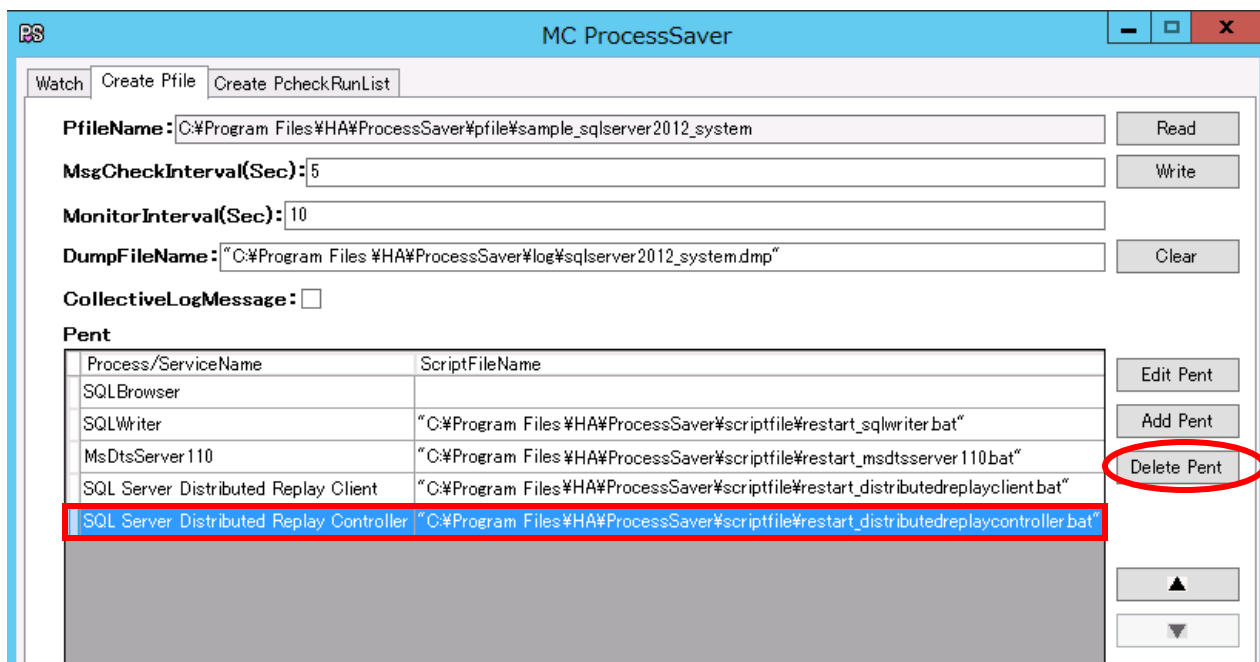 PS MC ProcessSaver x
Watch Create Pfile Create PcheckRunList
PfileName: C:¥Program Files¥HA¥ProcessSaver¥pfile¥sample_sqlserver2012_system Read
MsgCheckInterval(Sec): 5 Write
MonitorInterval(Sec): 10
DumpFileName: "C:¥Program Files ¥HA¥ProcessSaver¥log¥sqlserver2012_system.dmp" Clear
CollectiveLogMessage:
Pent
Process/ServiceName ScriptFileName
Edit Pent
SQLBrowser
SQLWriter "C:¥Program Files¥HA¥ProcessSaver¥scriptfile¥restart_sqlwriter.bat" Add Pent
MsDtsServer110 "C:¥Program Files¥HA¥ProcessSaver¥scriptfile¥restart_msdtsserver110.bat" Delete Pent
SQL Server Distributed Replay Client "C:¥Program Files¥HA¥ProcessSaver¥scriptfile¥restart_distributedreplayclient.bat"
SQL Server Distributed Replay Controller "C:¥Program Files¥HA¥ProcessSaver¥scriptfile¥restart_distributedreplaycontroller.bat"
▲
▼